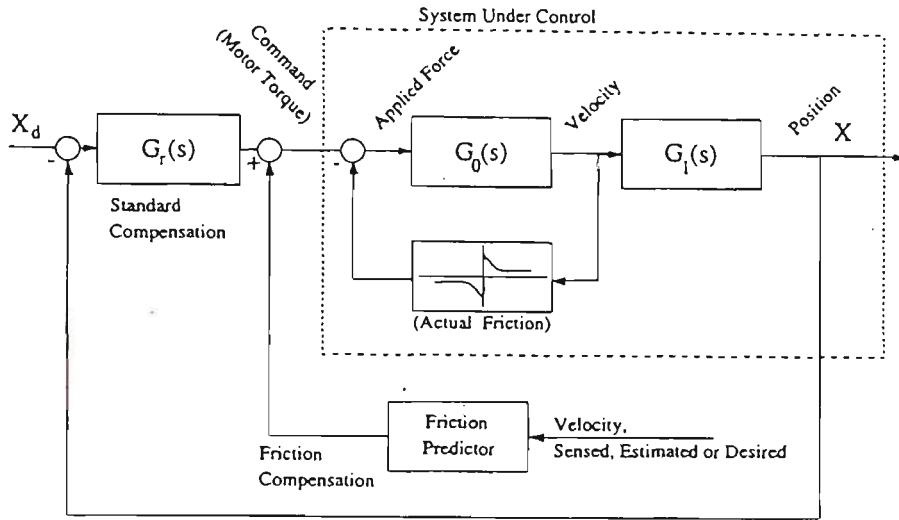 System Under Control
Command
(Motor Torque)
Applied Force
Velocity
Position
X_d
-
G_r(s)
+
-
G_0(s)
G_1(s)
X
Standard
Compensation
(Actual Friction)
Friction
Predictor
Velocity,
Sensed, Estimated or Desired
Friction
Compensation